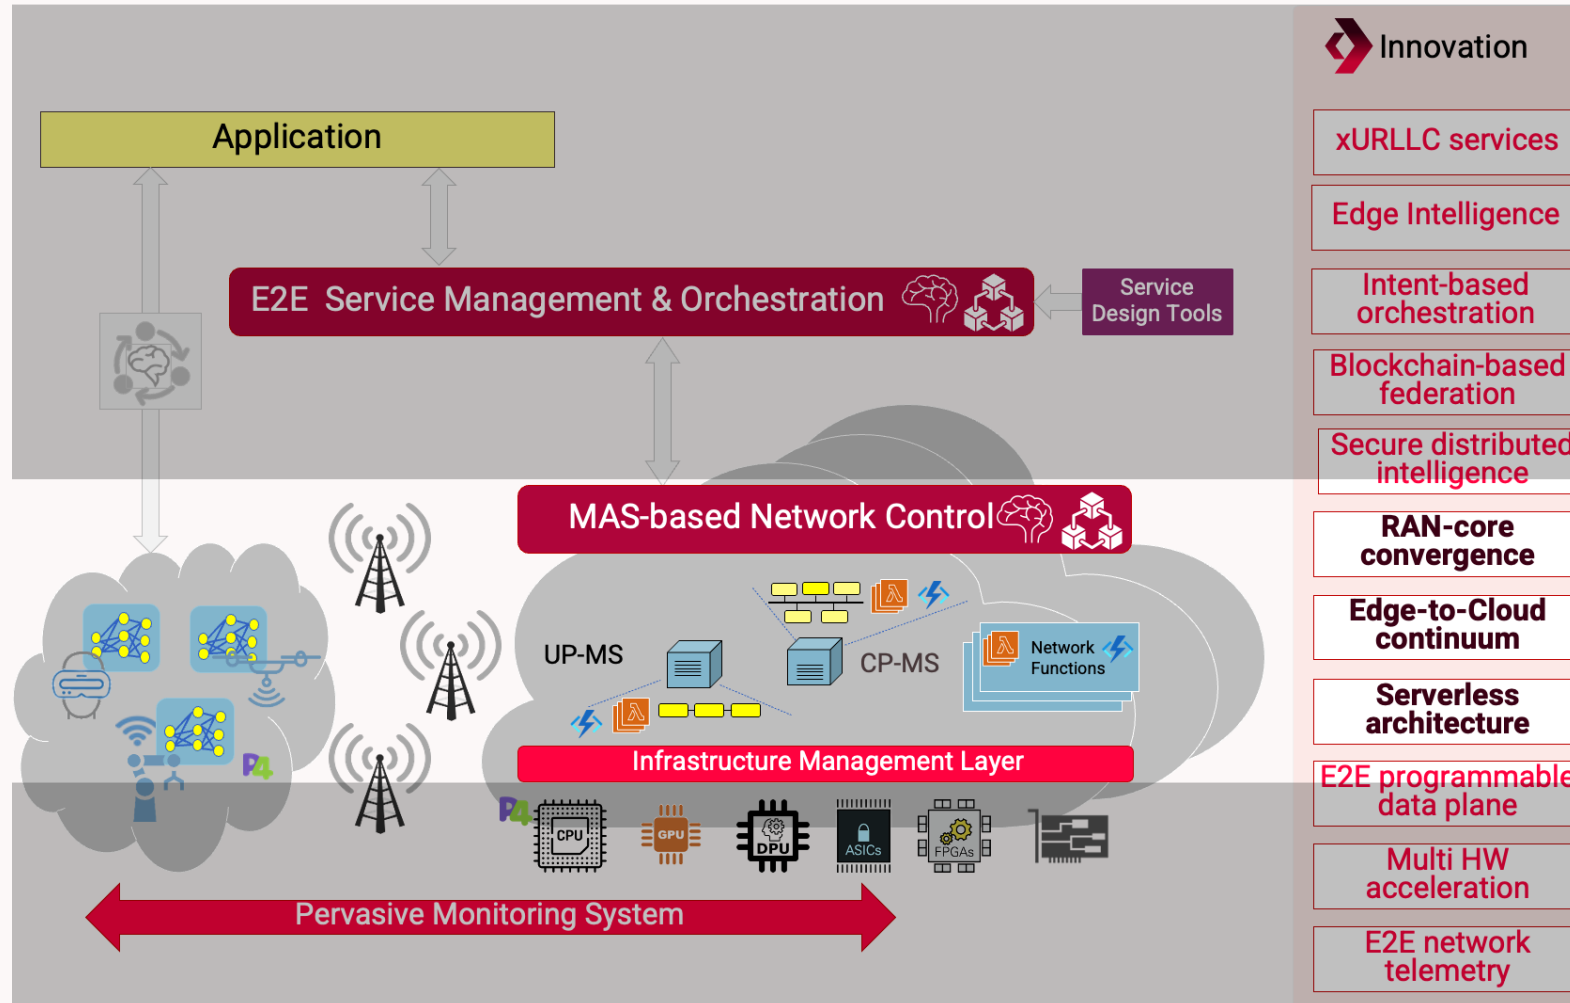 Innovation
Application
xURLLC services
Edge Intelligence
E2E Service Management & Orchestration
Service
Design Tools
Intent-based
orchestration
Blockchain-based
federation
Secure distributed
intelligence
MAS-based Network Control
RAN-core
convergence
λ
UP-MS
CP-MS
λ
Network
Functions
Edge-to-Cloud
continuum
λ
Serverless
architecture
P4
Infrastructure Management Layer
E2E programmable
data plane
P4
CPU
GPU
DPU
ASICs
FPGAs
Multi HW
acceleration
Pervasive Monitoring System
E2E network
telemetry